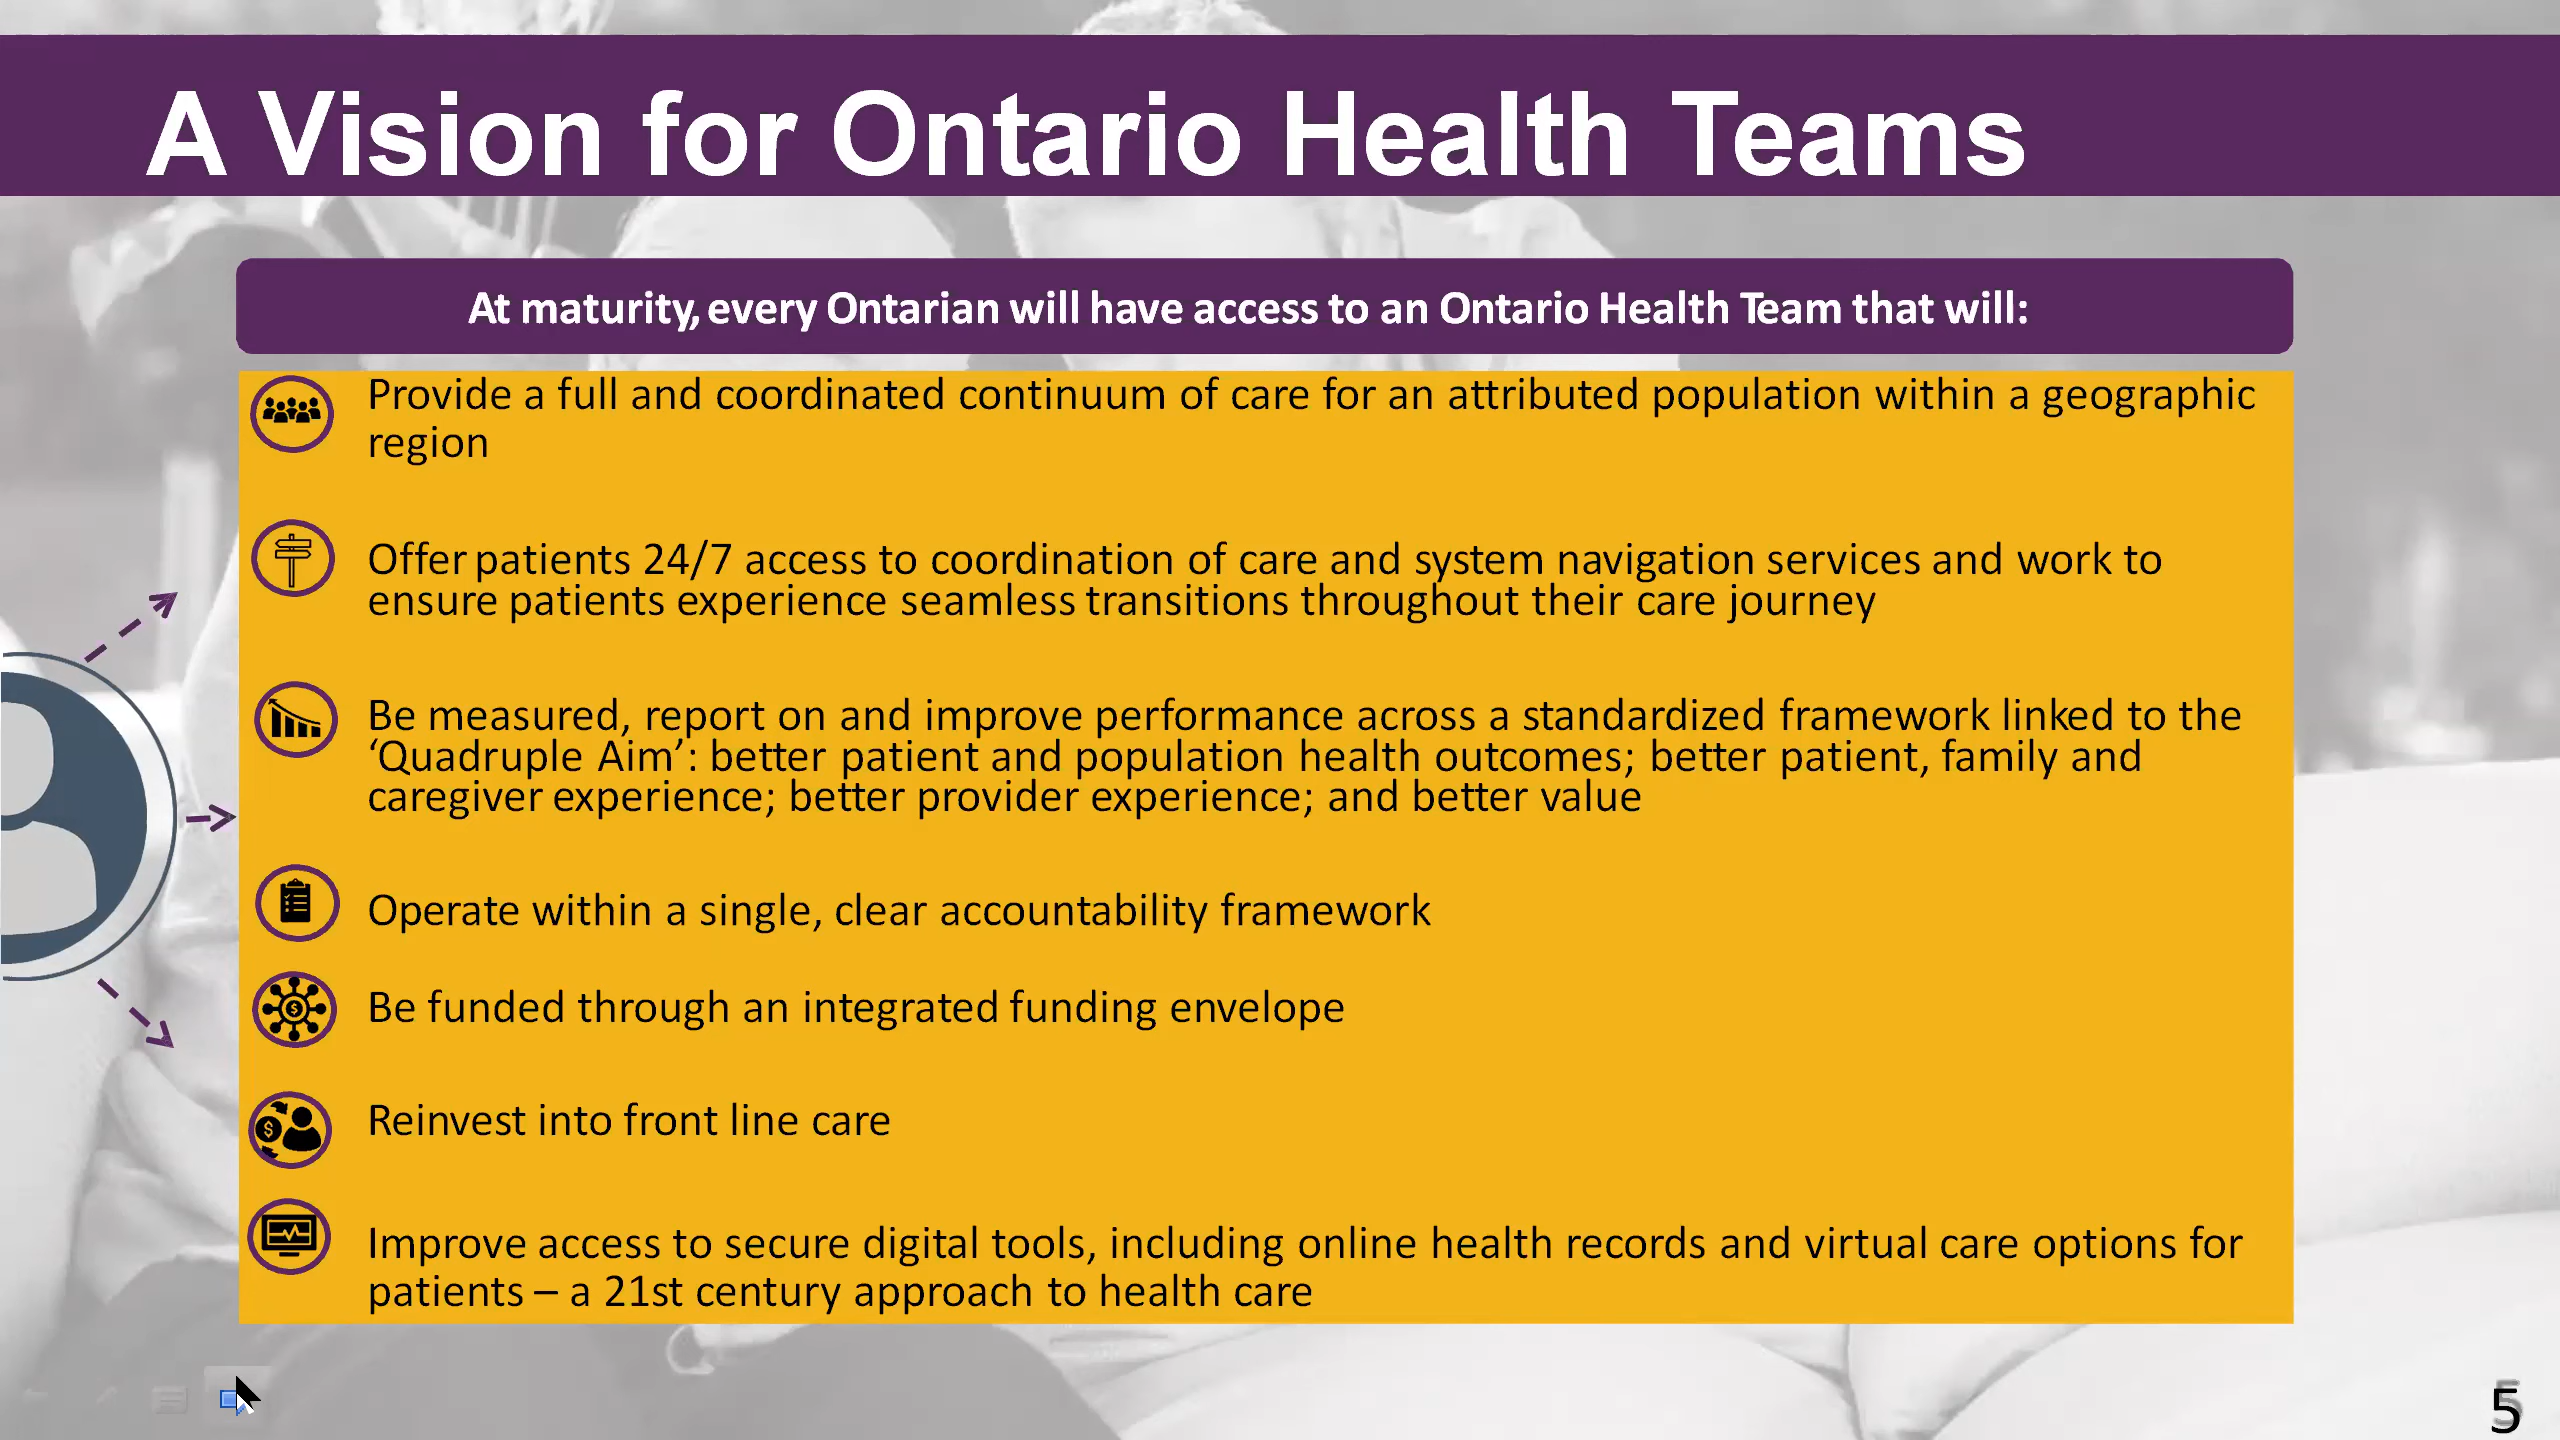 A Vision for Ontario Health Teams
At maturity, every Ontarian will have access to an Ontario Health Team that will:
Provide a full and coordinated continuum of care for an attributed population within a geographic
region
Offer patients 24/7 access to coordination of care and system navigation services and work to
ensure patients experience seamless transitions throughout their care journey
Be measured, report on and improve performance across a standardized framework linked to the
‘Quadruple Aim’: better patient and population health outcomes; better patient, family and
caregiver experience; better provider experience; and better value
Operate within a single, clear accountability framework
Be funded through an integrated funding envelope
Reinvest into front line care
Improve access to secure digital tools, including online health records and virtual care options for
patients – a 21st century approach to health care
5